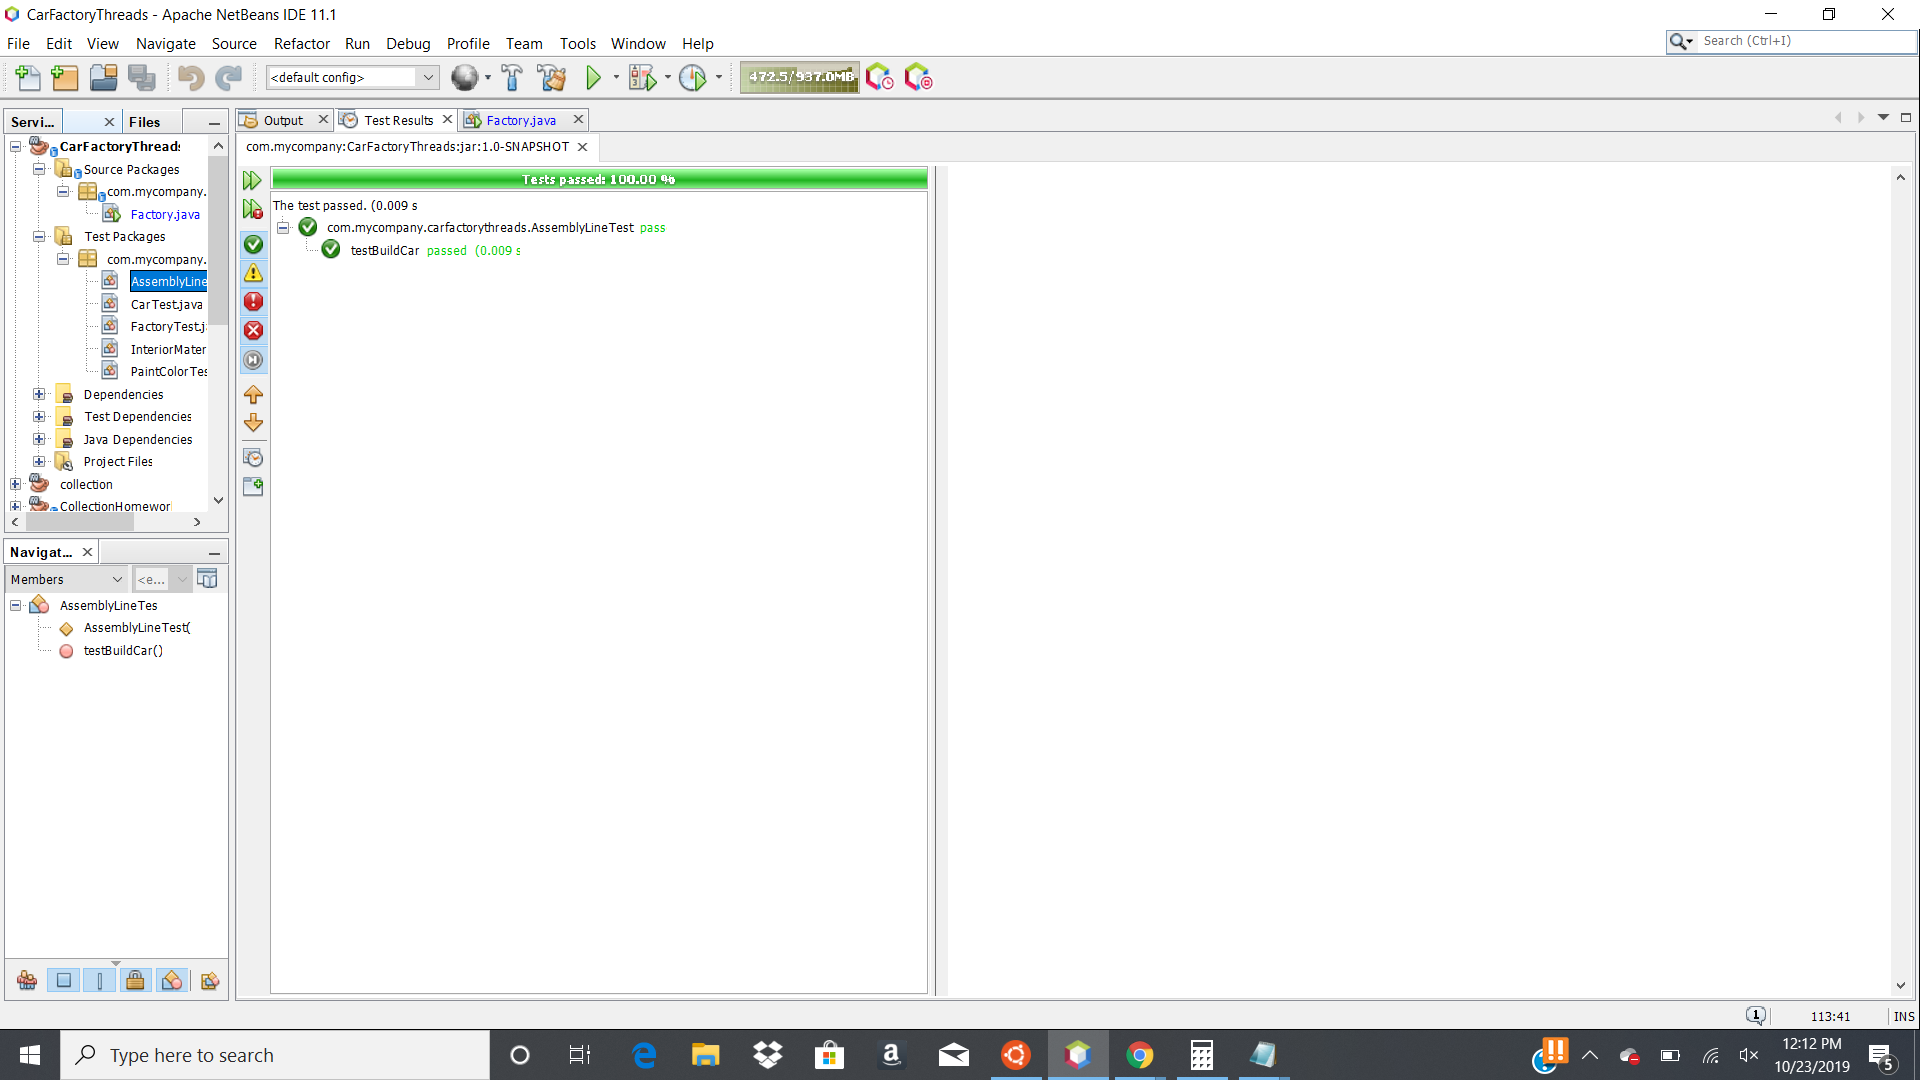 CarFactoryThreads - Apache NetBeans IDE 11.1
File Edit View Navigate Source Refactor Run Debug Profile Team Tools Window Help
Search (Ctrl+I)
<default config>
472.5/937.0MB
Servi... Files
Output Test Results Factory.java
com.mycompany:CarFactoryThreads:jar:1.0-SNAPSHOT
CarFactoryThreads
Source Packages
com.mycompany.
Factory.java
Test Packages
com.mycompany.
AssemblyLine
CarTest.java
FactoryTest.j
InteriorMater
PaintColorTes
Dependencies
Test Dependencies
Java Dependencies
Project Files
collection
CollectionHomewor
Tests passed: 100.00 %
The test passed. (0.009 s
com.mycompany.carfactorythreads.AssemblyLineTest pass
testBuildCar passed (0.009 s
Navigat...
Members <e...
AssemblyLineTes
AssemblyLineTest(
testBuildCar()
1
113:41 INS
Type here to search
12:12 PM
10/23/2019
5